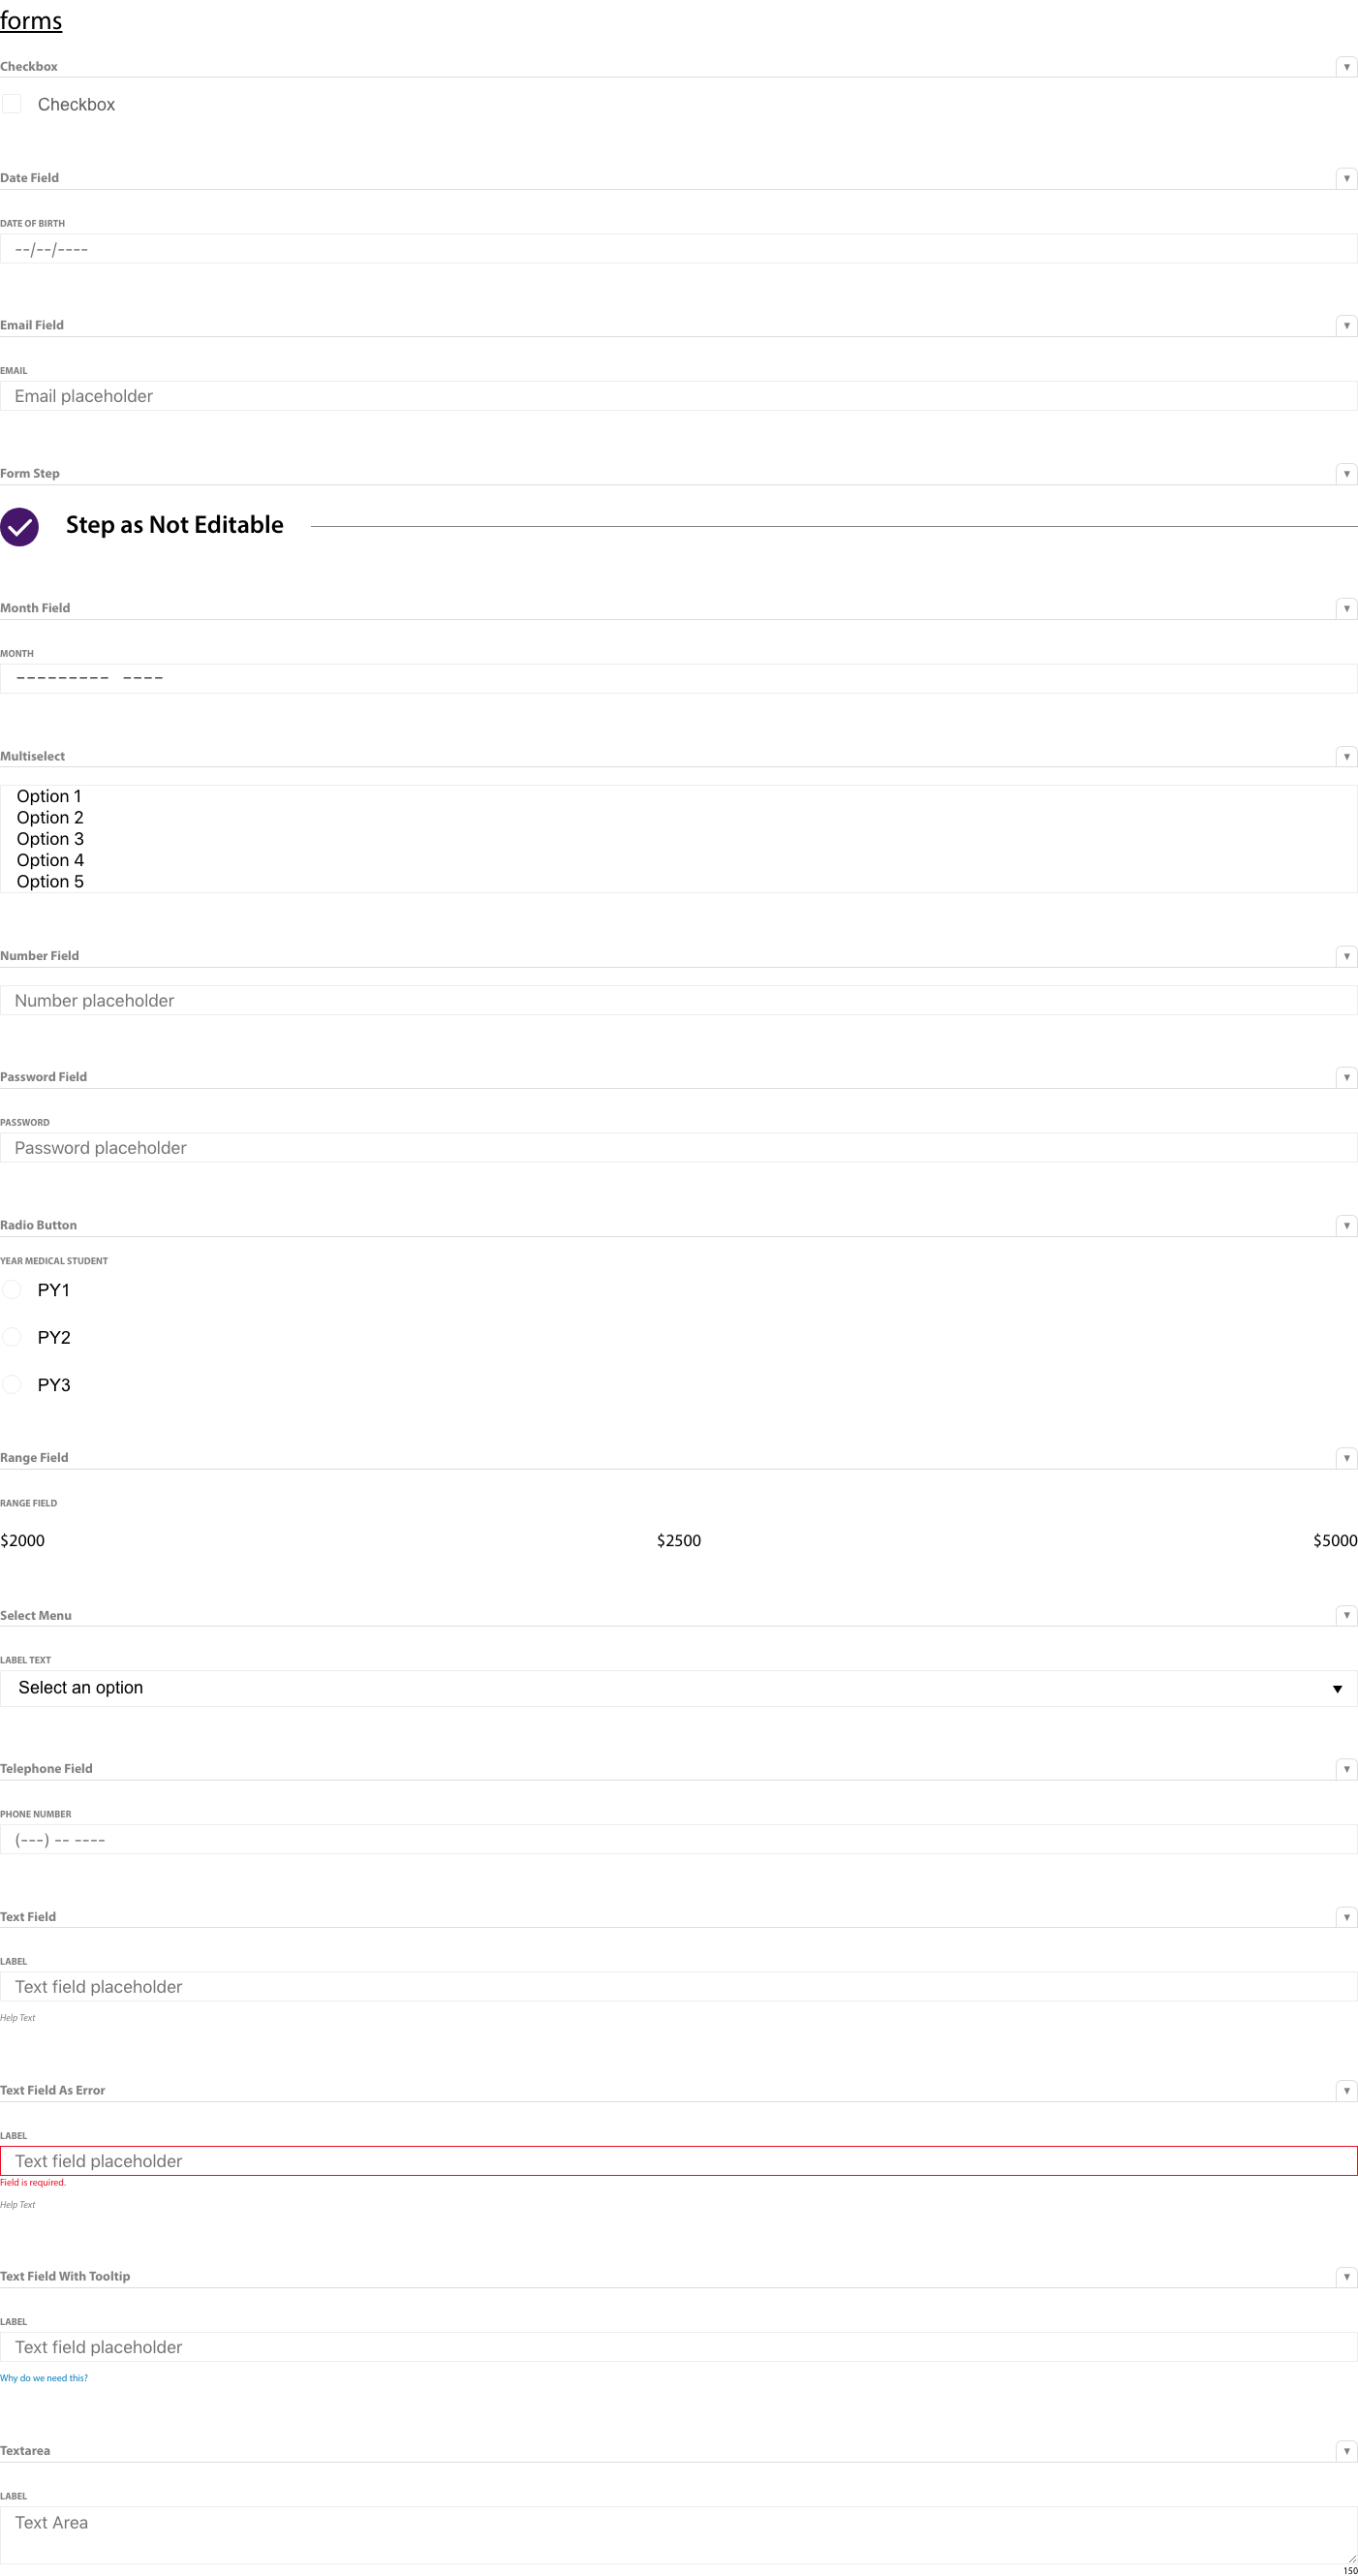 forms
Checkbox
Checkbox
Date Field
DATE OF BIRTH
--/--/----
Email Field
EMAIL
Email placeholder
Form Step
Step as Not Editable
Month Field
MONTH
--------- ----
Multiselect
Option 1
Option 2
Option 3
Option 4
Option 5
Number Field
Number placeholder
Password Field
PASSWORD
Password placeholder
Radio Button
YEAR MEDICAL STUDENT
PY1
PY2
PY3
Range Field
RANGE FIELD
$2000 $2500 $5000
Select Menu
LABEL TEXT
Select an option
Telephone Field
PHONE NUMBER
(---) -- ----
Text Field
LABEL
Text field placeholder
Help Text
Text Field As Error
LABEL
Text field placeholder
Field is required.
Help Text
Text Field With Tooltip
LABEL
Text field placeholder
Why do we need this?
Textarea
LABEL
Text Area
150